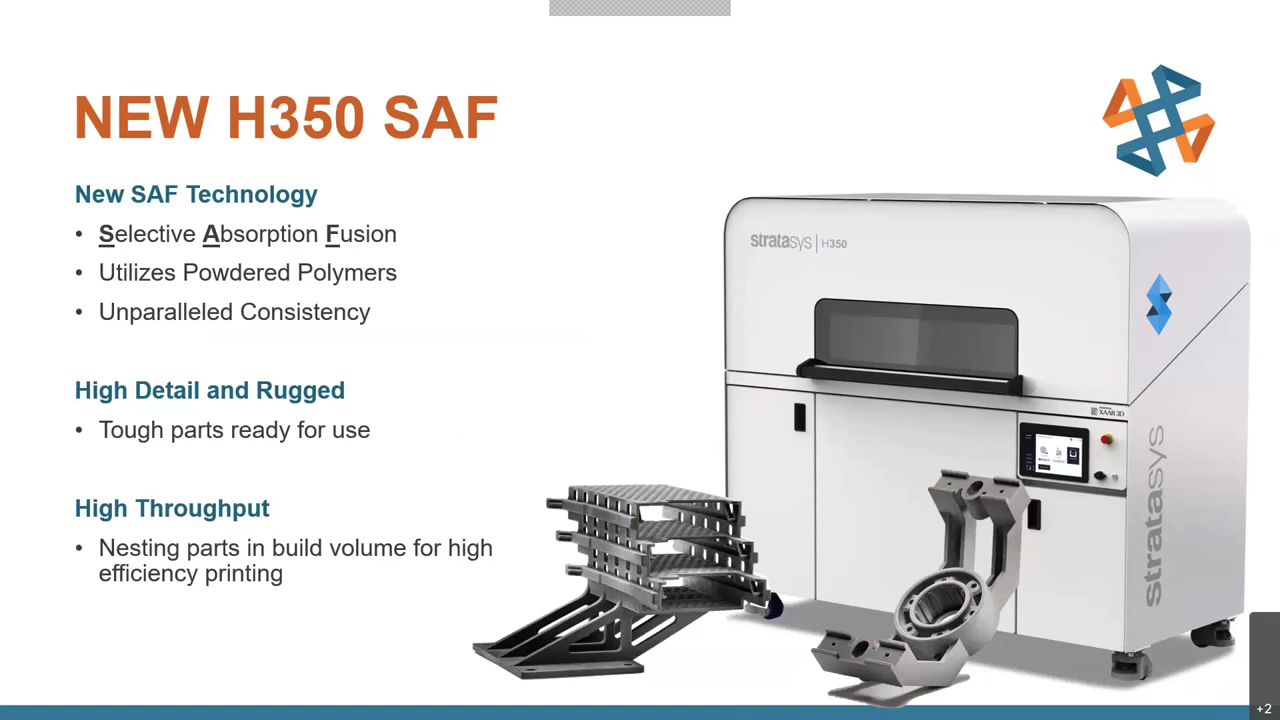 NEW H350 SAF
New SAF Technology
• Selective Absorption Fusion
• Utilizes Powdered Polymers
• Unparalleled Consistency
High Detail and Rugged
• Tough parts ready for use
High Throughput
• Nesting parts in build volume for high
efficiency printing
stratasys | H350
XAAR 3D
stratasys
+2